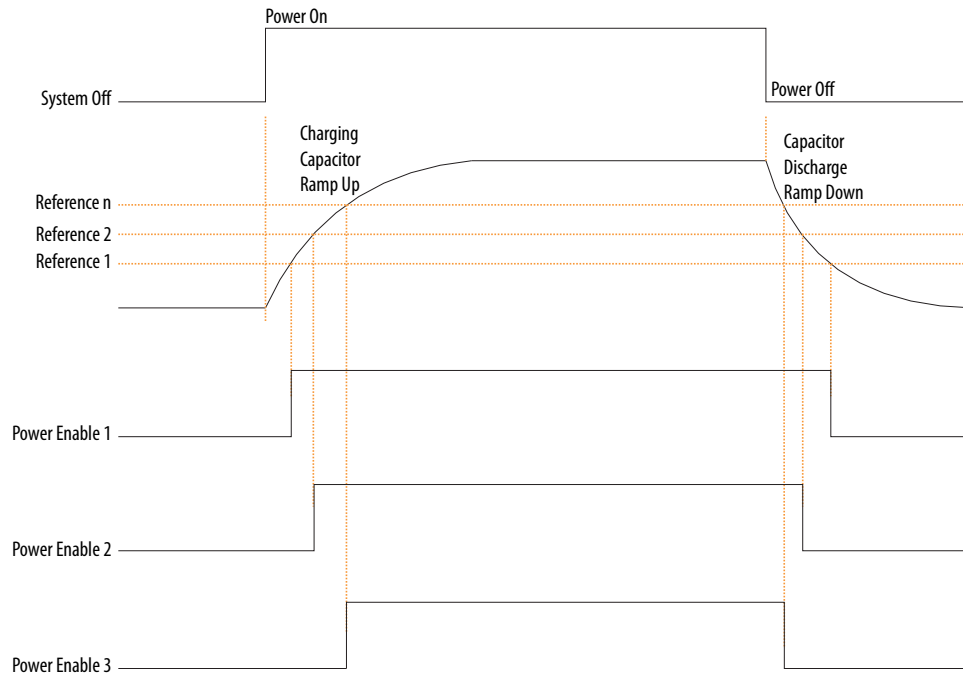 Power On
System Off
Power Off
Charging
Capacitor
Ramp Up
Capacitor
Discharge
Ramp Down
Reference n
Reference 2
Reference 1
Power Enable 1
Power Enable 2
Power Enable 3